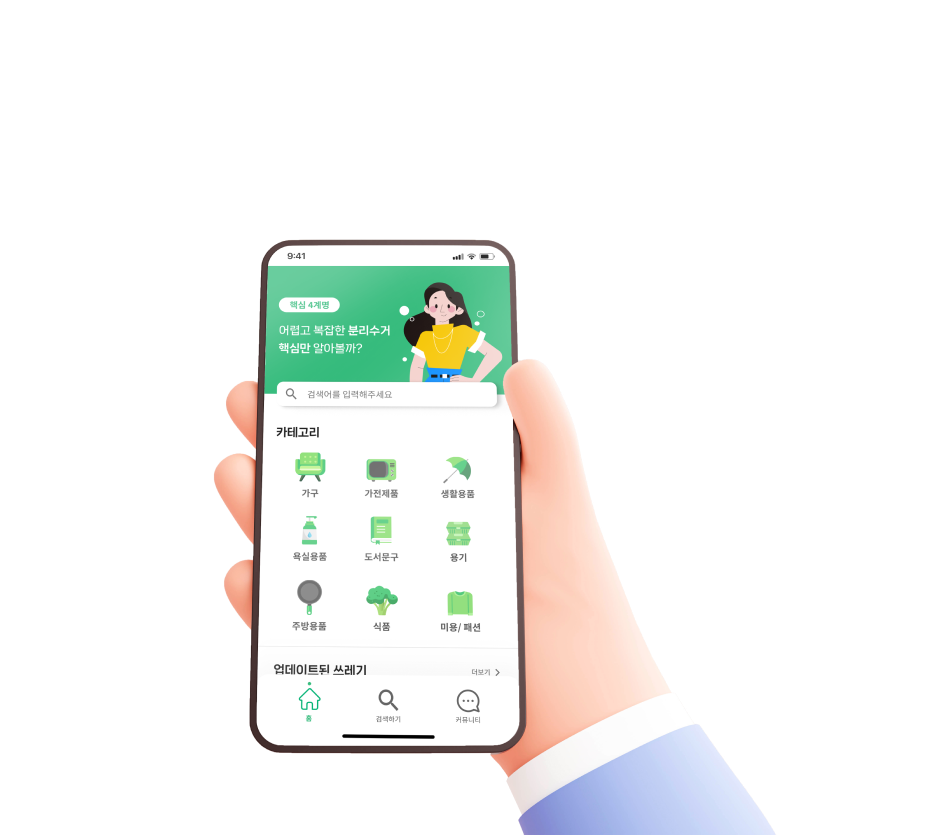 9:41
핵심 4계명
어렵고 복잡한 분리수거
핵심만 알아볼까?
검색어를 입력해주세요
카테고리
가구
가전제품
생활용품
욕실용품
도서문구
용기
주방용품
식품
미용/ 패션
업데이트된 쓰레기
더보기
홈
검색하기
커뮤니티